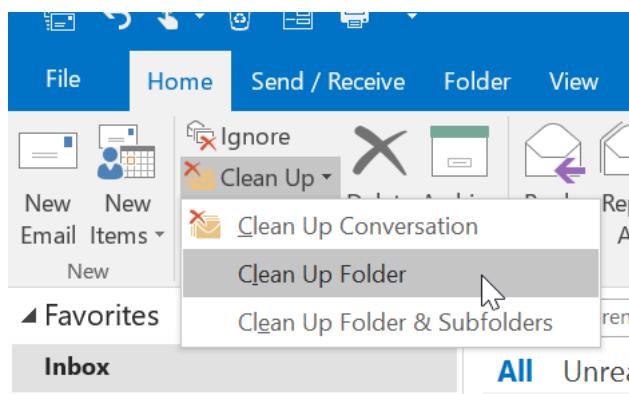 File Home Send / Receive Folder View
Ignore
Clean Up
New New
Email Items
New
Clean Up Conversation
Clean Up Folder
Clean Up Folder & Subfolders
Favorites
Inbox
All